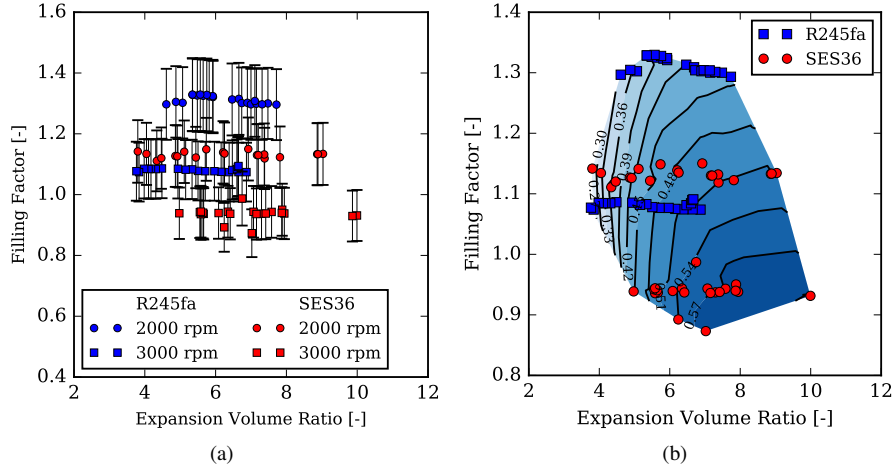 1.6
1.4
1.2
1.0
0.8
0.6
0.4
Filling Factor [-]
R245fa SES36
2000 rpm 2000 rpm
3000 rpm 3000 rpm
2 4 6 8 10 12
Expansion Volume Ratio [-]
(a)
1.4
1.3
1.2
1.1
1.0
0.9
0.8
Filling Factor [-]
R245fa
SES36
0.30
0.36
0.39
0.48
0.33
0.42
0.54
0.57
2 4 6 8 10 12
Expansion Volume Ratio [-]
(b)